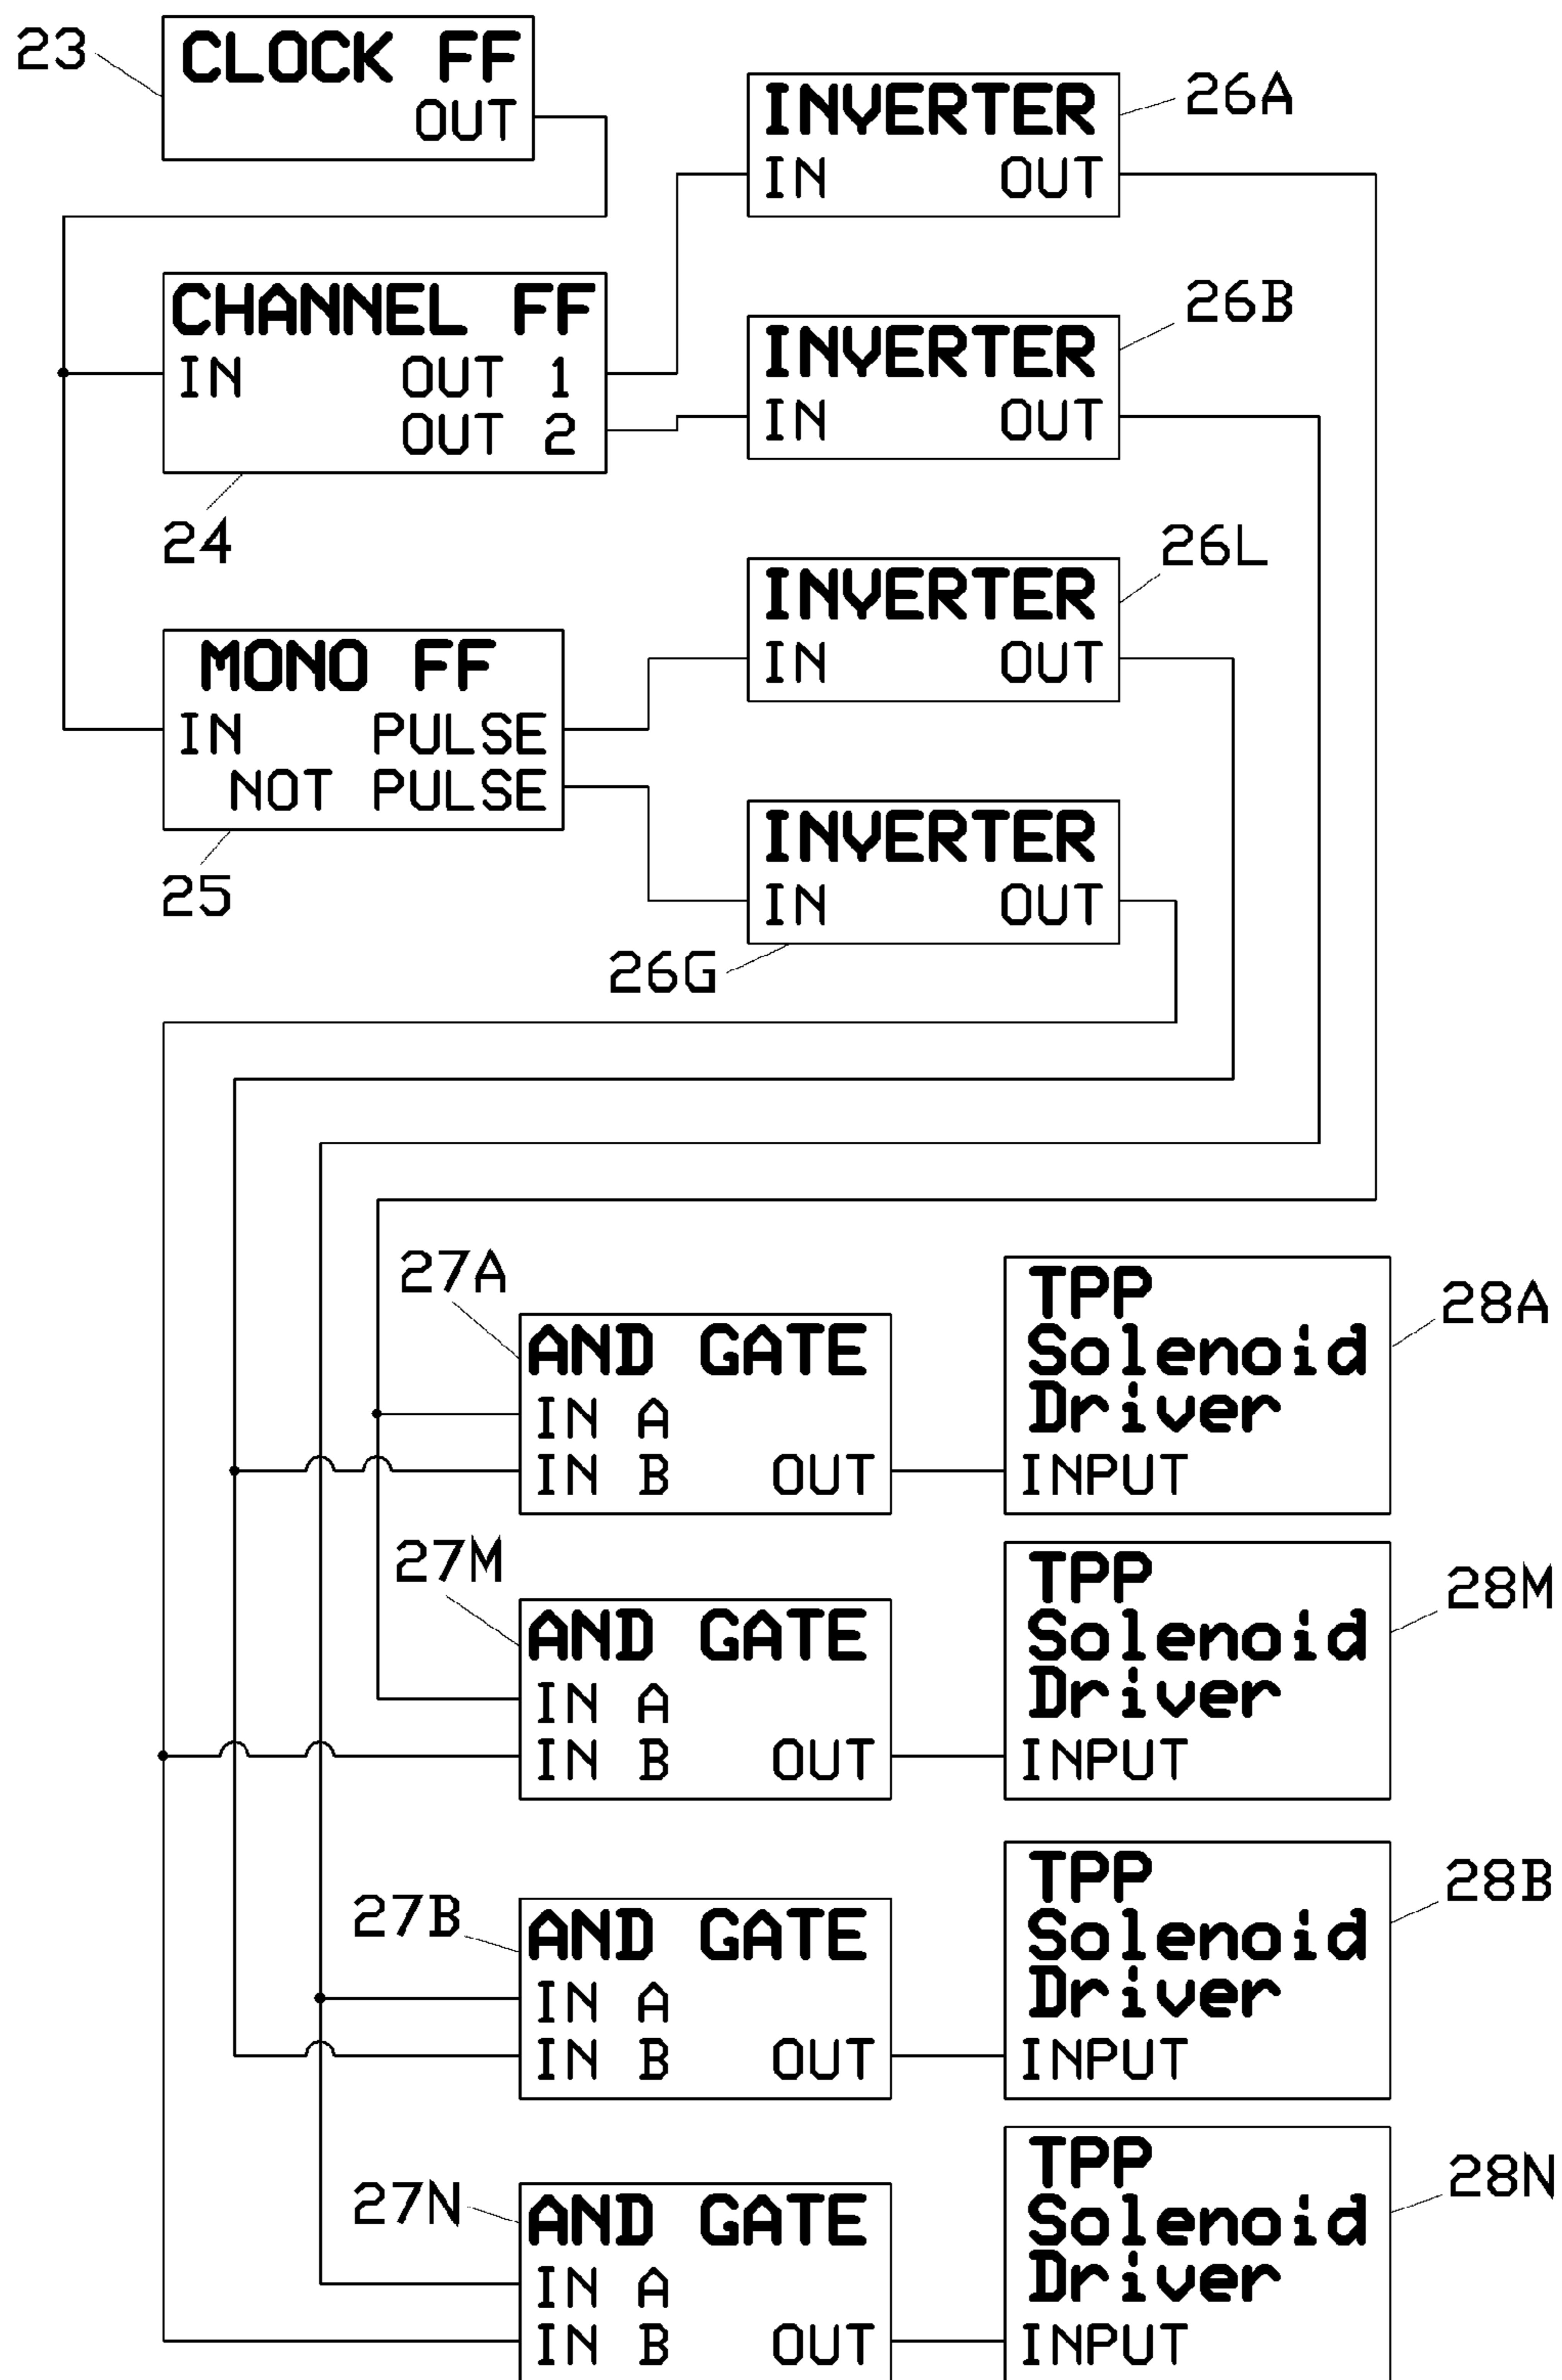 23
CLOCK FF
OUT
INVERTER
IN OUT
26A
CHANNEL FF
IN OUT 1
OUT 2
24
INVERTER
IN OUT
26B
MONO FF
IN PULSE
NOT PULSE
25
INVERTER
IN OUT
26L
INVERTER
IN OUT
26G
27A
AND GATE
IN A
IN B OUT
TPP
Solenoid
Driver
INPUT
28A
27M
AND GATE
IN A
IN B OUT
TPP
Solenoid
Driver
INPUT
28M
27B
AND GATE
IN A
IN B OUT
TPP
Solenoid
Driver
INPUT
28B
27N
AND GATE
IN A
IN B OUT
TPP
Solenoid
Driver
INPUT
28N